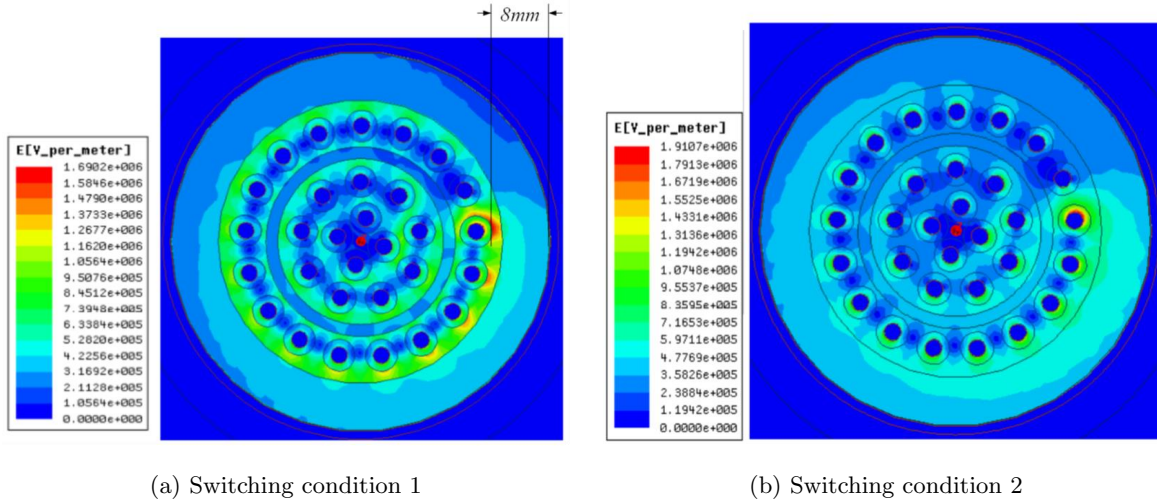 8mm
E[V_per_meter]
1.6902e+006
1.5846e+006
1.4790e+006
1.3733e+006
1.2677e+006
1.1620e+006
1.0564e+006
9.5076e+005
8.4512e+005
7.3948e+005
6.3384e+005
5.2820e+005
4.2256e+005
3.1692e+005
2.1128e+005
1.0564e+005
0.0000e+000
E[V_per_meter]
1.9107e+006
1.7913e+006
1.6719e+006
1.5525e+006
1.4331e+006
1.3136e+006
1.1942e+006
1.0748e+006
9.5537e+005
8.3595e+005
7.1653e+005
5.9711e+005
4.7769e+005
3.5826e+005
2.3884e+005
1.1942e+005
0.0000e+000
(a) Switching condition 1
(b) Switching condition 2